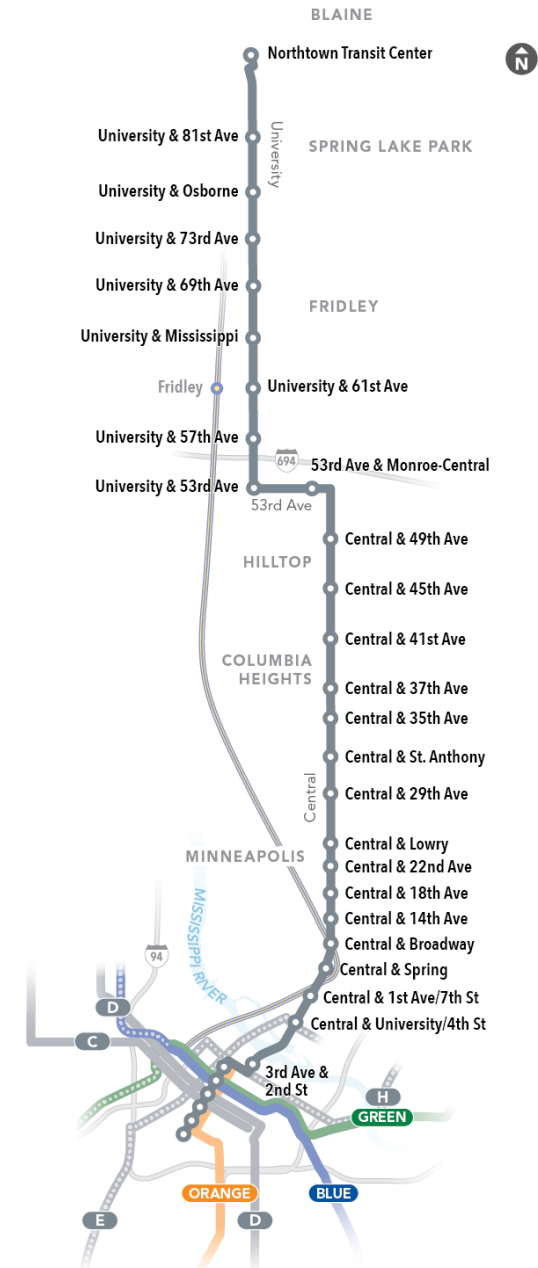 BLAINE
Northtown Transit Center
N
University & 81st Ave
University
SPRING LAKE PARK
University & Osborne
University & 73rd Ave
University & 69th Ave
FRIDLEY
University & Mississippi
Fridley
University & 61st Ave
University & 57th Ave
694
53rd Ave & Monroe-Central
University & 53rd Ave
53rd Ave
Central & 49th Ave
HILLTOP
Central & 45th Ave
Central & 41st Ave
COLUMBIA
HEIGHTS
Central & 37th Ave
Central & 35th Ave
Central & St. Anthony
Central
Central & 29th Ave
Central & Lowry
MINNEAPOLIS
Central & 22nd Ave
Central & 18th Ave
Central & 14th Ave
MISSISSIPPI RIVER
Central & Broadway
94
Central & Spring
Central & 1st Ave/7th St
D
Central & University/4th St
C
3rd Ave &
2nd St
H
GREEN
ORANGE
BLUE
E
D